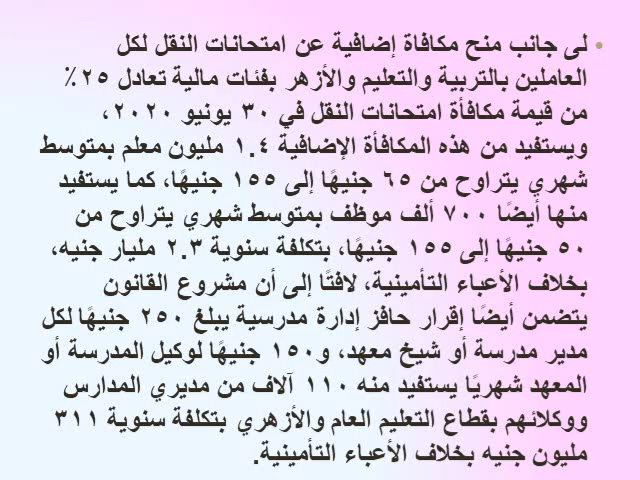 • لى جانب منح مكافاة إضافية عن امتحانات النقل لكل
العاملين بالتربية والتعليم والأزهر بفئات مالية تعادل ٢٥٪
من قيمة مكافأة امتحانات النقل في ٣٠ يونيو ٢٠٢٠،
ويستفيد من هذه المكافأة الإضافية ١.٤ مليون معلم بمتوسط
شهري يتراوح من ٦٥ جنيهًا إلى ١٥٥ جنيهًا، كما يستفيد
منها أيضًا ٧٠٠ ألف موظف بمتوسط شهري يتراوح من
٥٠ جنيهًا إلى ١٥٥ جنيهًا، بتكلفة سنوية ٢.٣ مليار جنيه،
بخلاف الأعباء التأمينية، لافتًا إلى أن مشروع القانون
يتضمن أيضًا إقرار حافز إدارة مدرسية يبلغ ٢٥٠ جنيهًا لكل
مدير مدرسة أو شيخ معهد، و١٥٠ جنيهًا لوكيل المدرسة أو
المعهد شهريًا يستفيد منه ١١٠ آلاف من مديري المدارس
ووكلائهم بقطاع التعليم العام والأزهري بتكلفة سنوية ٣١١
مليون جنيه بخلاف الأعباء التأمينية.